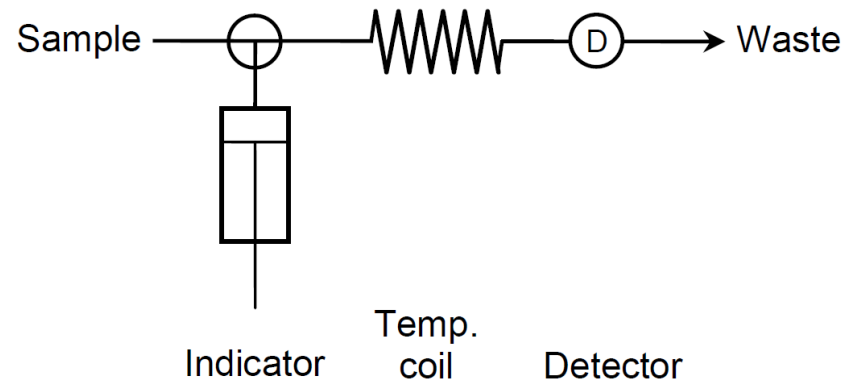 Sample
D
Waste
Temp.
coil
Indicator
Detector